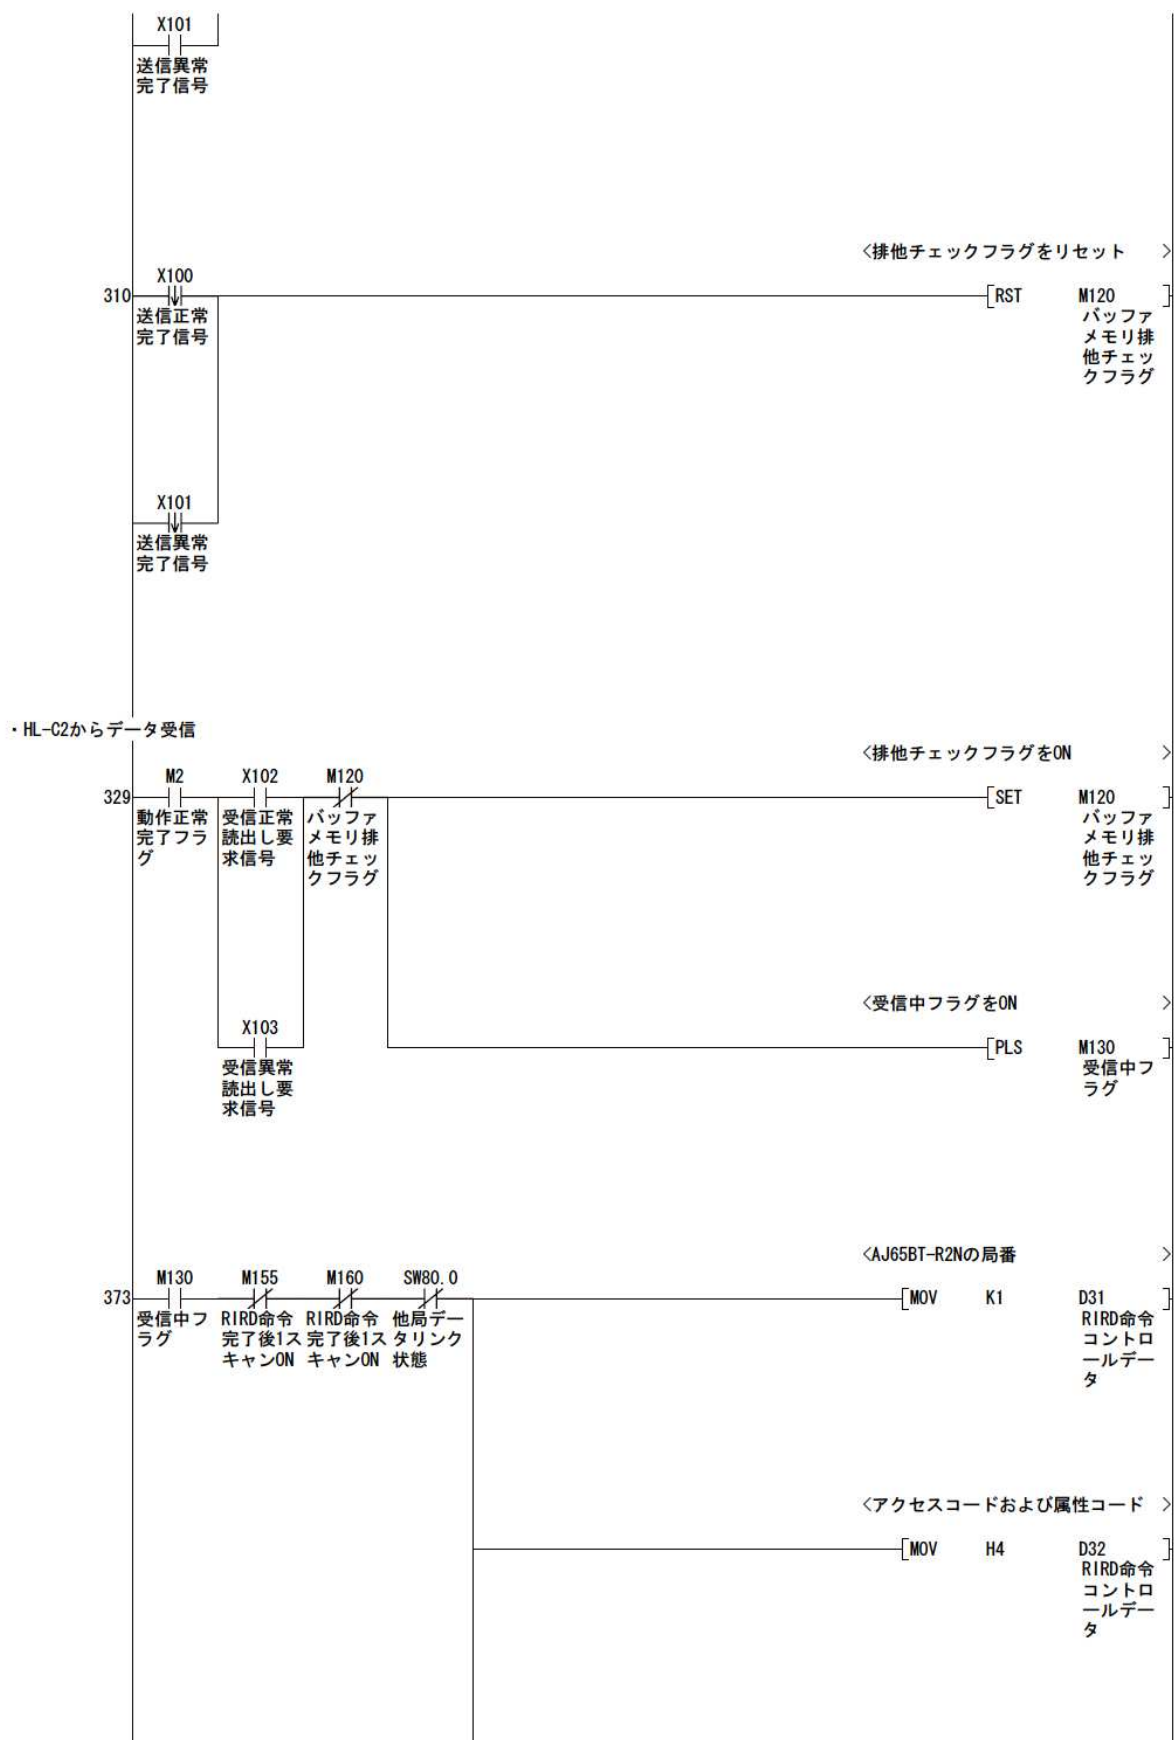 X101
送信異常
完了信号
<排他チェックフラグをリセット >
X100
310
[RST M120 ]
送信正常
完了信号
バッファ
メモリ排
他チェッ
クフラグ
X101
送信異常
完了信号
・HL-C2からデータ受信
<排他チェックフラグをON >
M2 X102 M120
329
[SET M120 ]
動作正常
完了フラ
グ
受信正常
読出し要
求信号
バッファ
メモリ排
他チェッ
クフラグ
バッファ
メモリ排
他チェッ
クフラグ
<受信中フラグをON >
X103
[PLS M130 ]
受信異常
読出し要
求信号
受信中フ
ラグ
<AJ65BT-R2Nの局番 >
M130 M155 M160 SW80.0
373
[MOV K1 D31 ]
受信中フ
ラグ
RIRD命令
完了後1ス
キャンON
RIRD命令
完了後1ス
キャンON
他局デー
タリンク
状態
RIRD命令
コントロ
ールデー
タ
<アクセスコードおよび属性コード >
[MOV H4 D32 ]
RIRD命令
コントロ
ールデー
タ